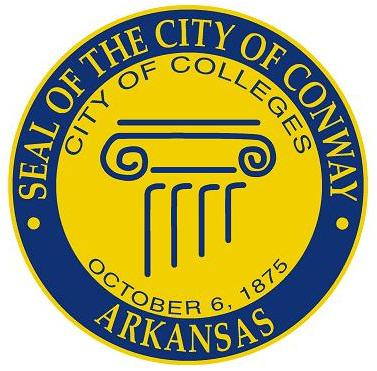 SEAL OF THE CITY OF CONWAY
CITY OF COLLEGES
OCTOBER 6, 1875
ARKANSAS